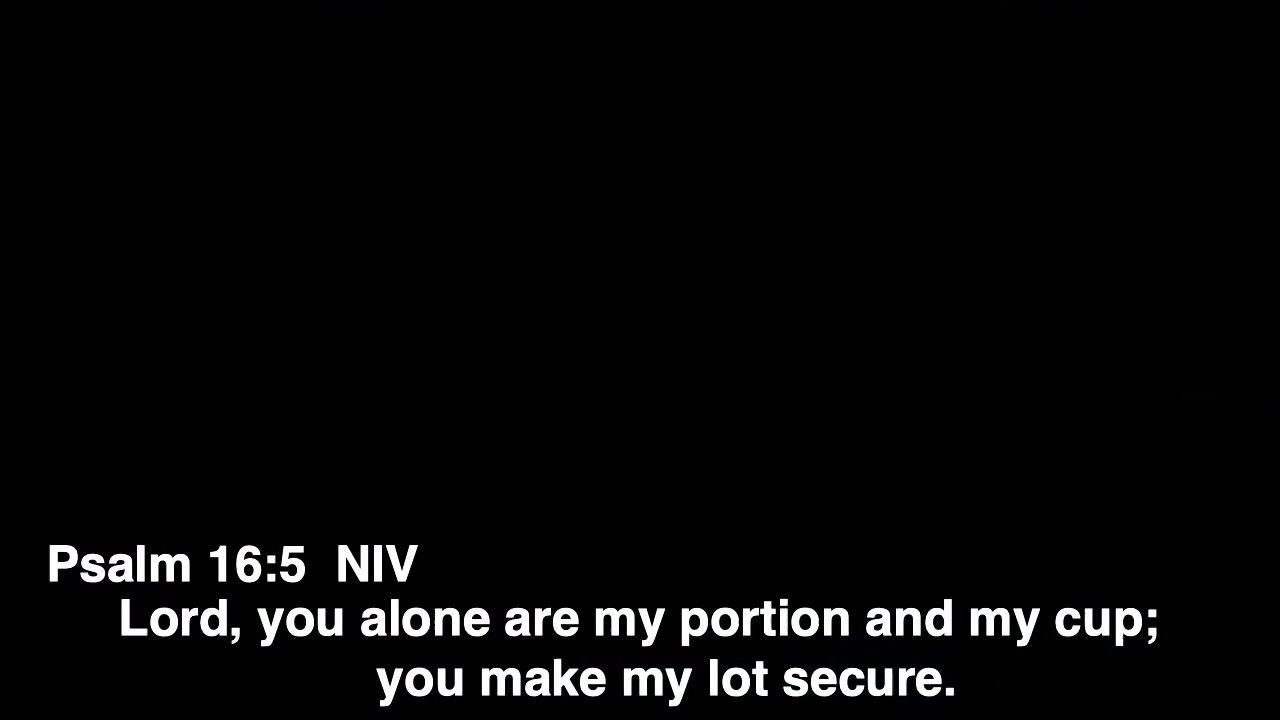 Psalm 16:5  NIV
Lord, you alone are my portion and my cup;
you make my lot secure.